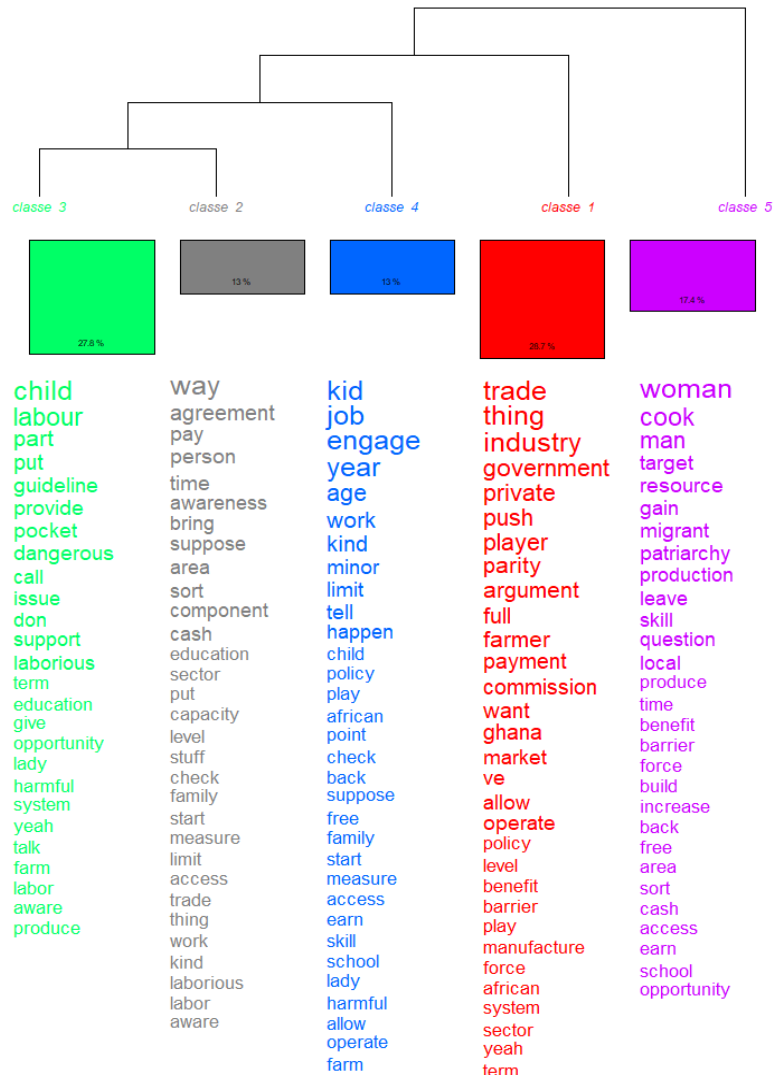 classe 3
classe 2
classe 4
classe 1
classe 5
27.8 %
13 %
13 %
28.7 %
17.4 %
child
labour
part
put
guideline
provide
pocket
dangerous
call
issue
don
support
laborious
term
education
give
opportunity
lady
harmful
system
yeah
talk
farm
labor
aware
produce
way
agreement
pay
person
time
awareness
bring
suppose
area
sort
component
cash
education
sector
put
capacity
level
stuff
check
family
start
measure
limit
access
trade
thing
work
kind
laborious
labor
aware
kid
job
engage
year
age
work
kind
minor
limit
tell
happen
child
policy
play
african
point
check
back
suppose
free
family
start
measure
access
earn
skill
school
lady
harmful
allow
operate
farm
trade
thing
industry
government
private
push
player
parity
argument
full
farmer
payment
commission
want
ghana
market
ve
allow
operate
policy
level
benefit
barrier
play
manufacture
force
african
system
sector
yeah
term
woman
cook
man
target
resource
gain
migrant
patriarchy
production
leave
skill
question
local
produce
time
benefit
barrier
force
build
increase
back
free
area
sort
cash
access
earn
school
opportunity